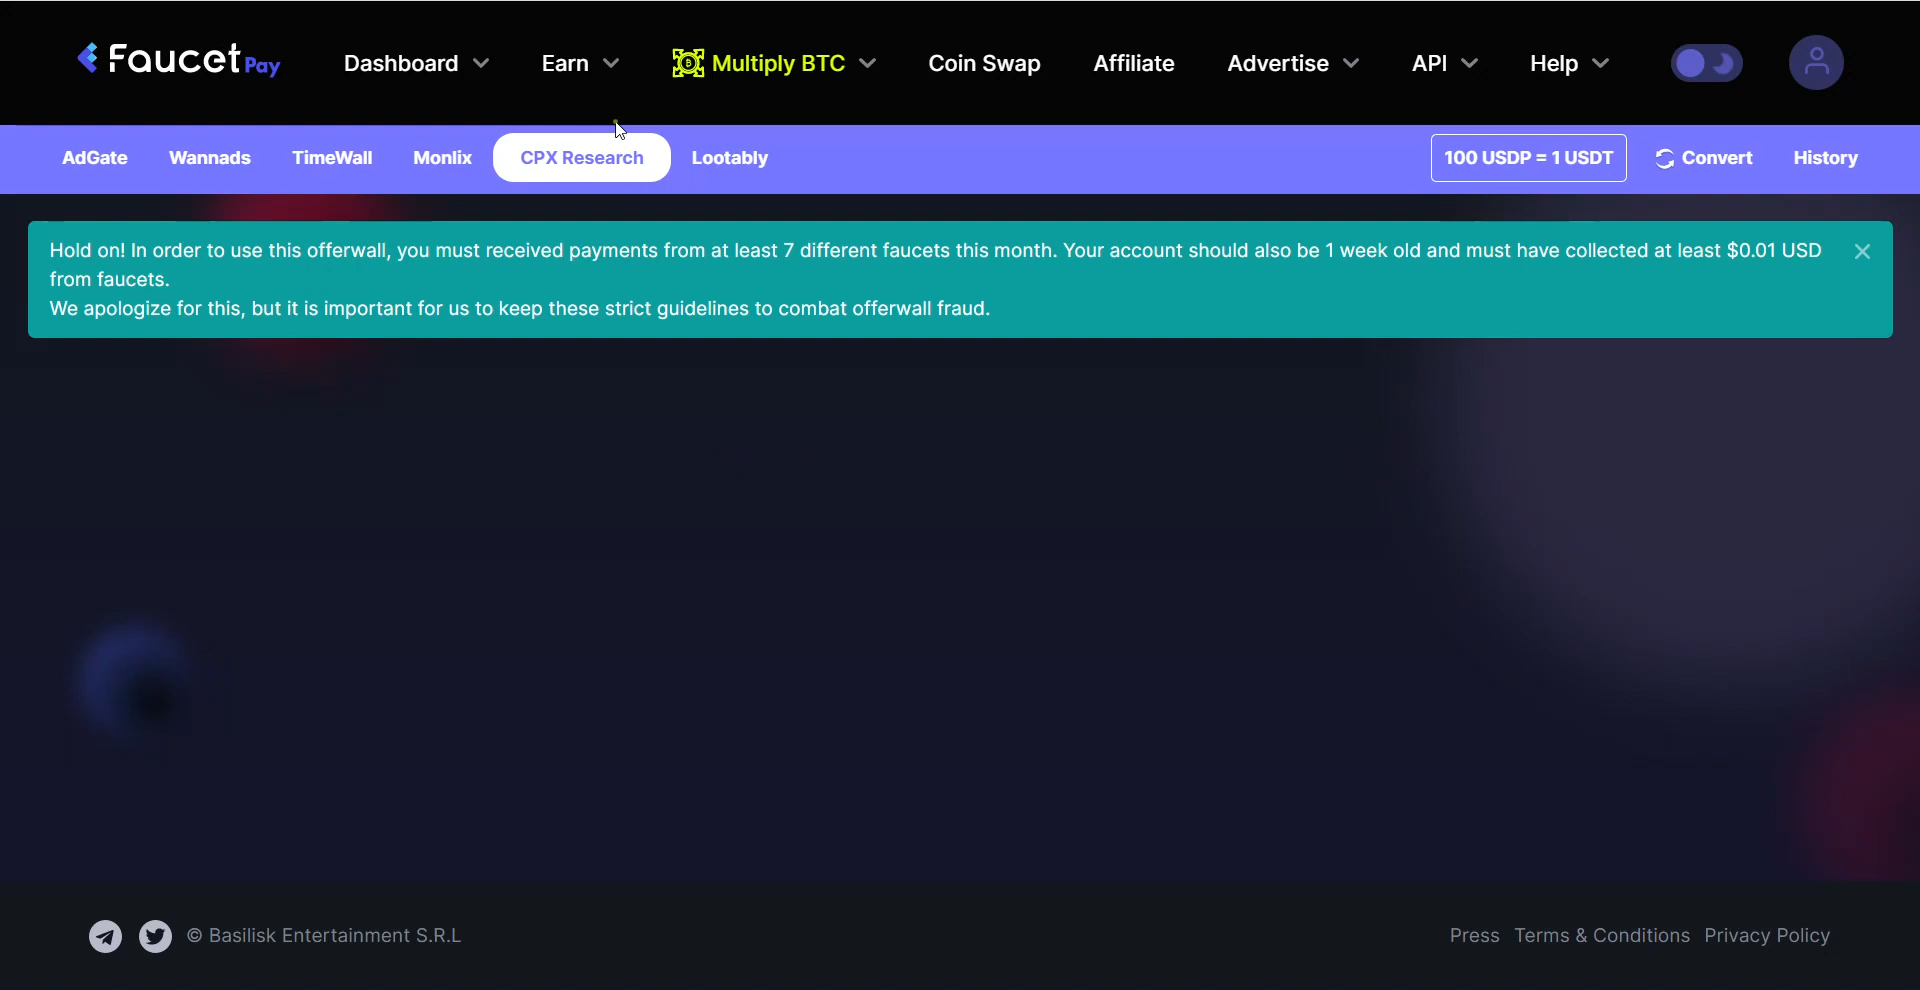 FaucetPay Dashboard Earn Multiply BTC Coin Swap Affiliate Advertise API Help
AdGate Wannads TimeWall Monlix CPX Research Lootably 100 USDP = 1 USDT Convert History
Hold on! In order to use this offerwall, you must received payments from at least 7 different faucets this month. Your account should also be 1 week old and must have collected at least $0.01 USD
from faucets.
We apologize for this, but it is important for us to keep these strict guidelines to combat offerwall fraud.
© Basilisk Entertainment S.R.L Press Terms & Conditions Privacy Policy